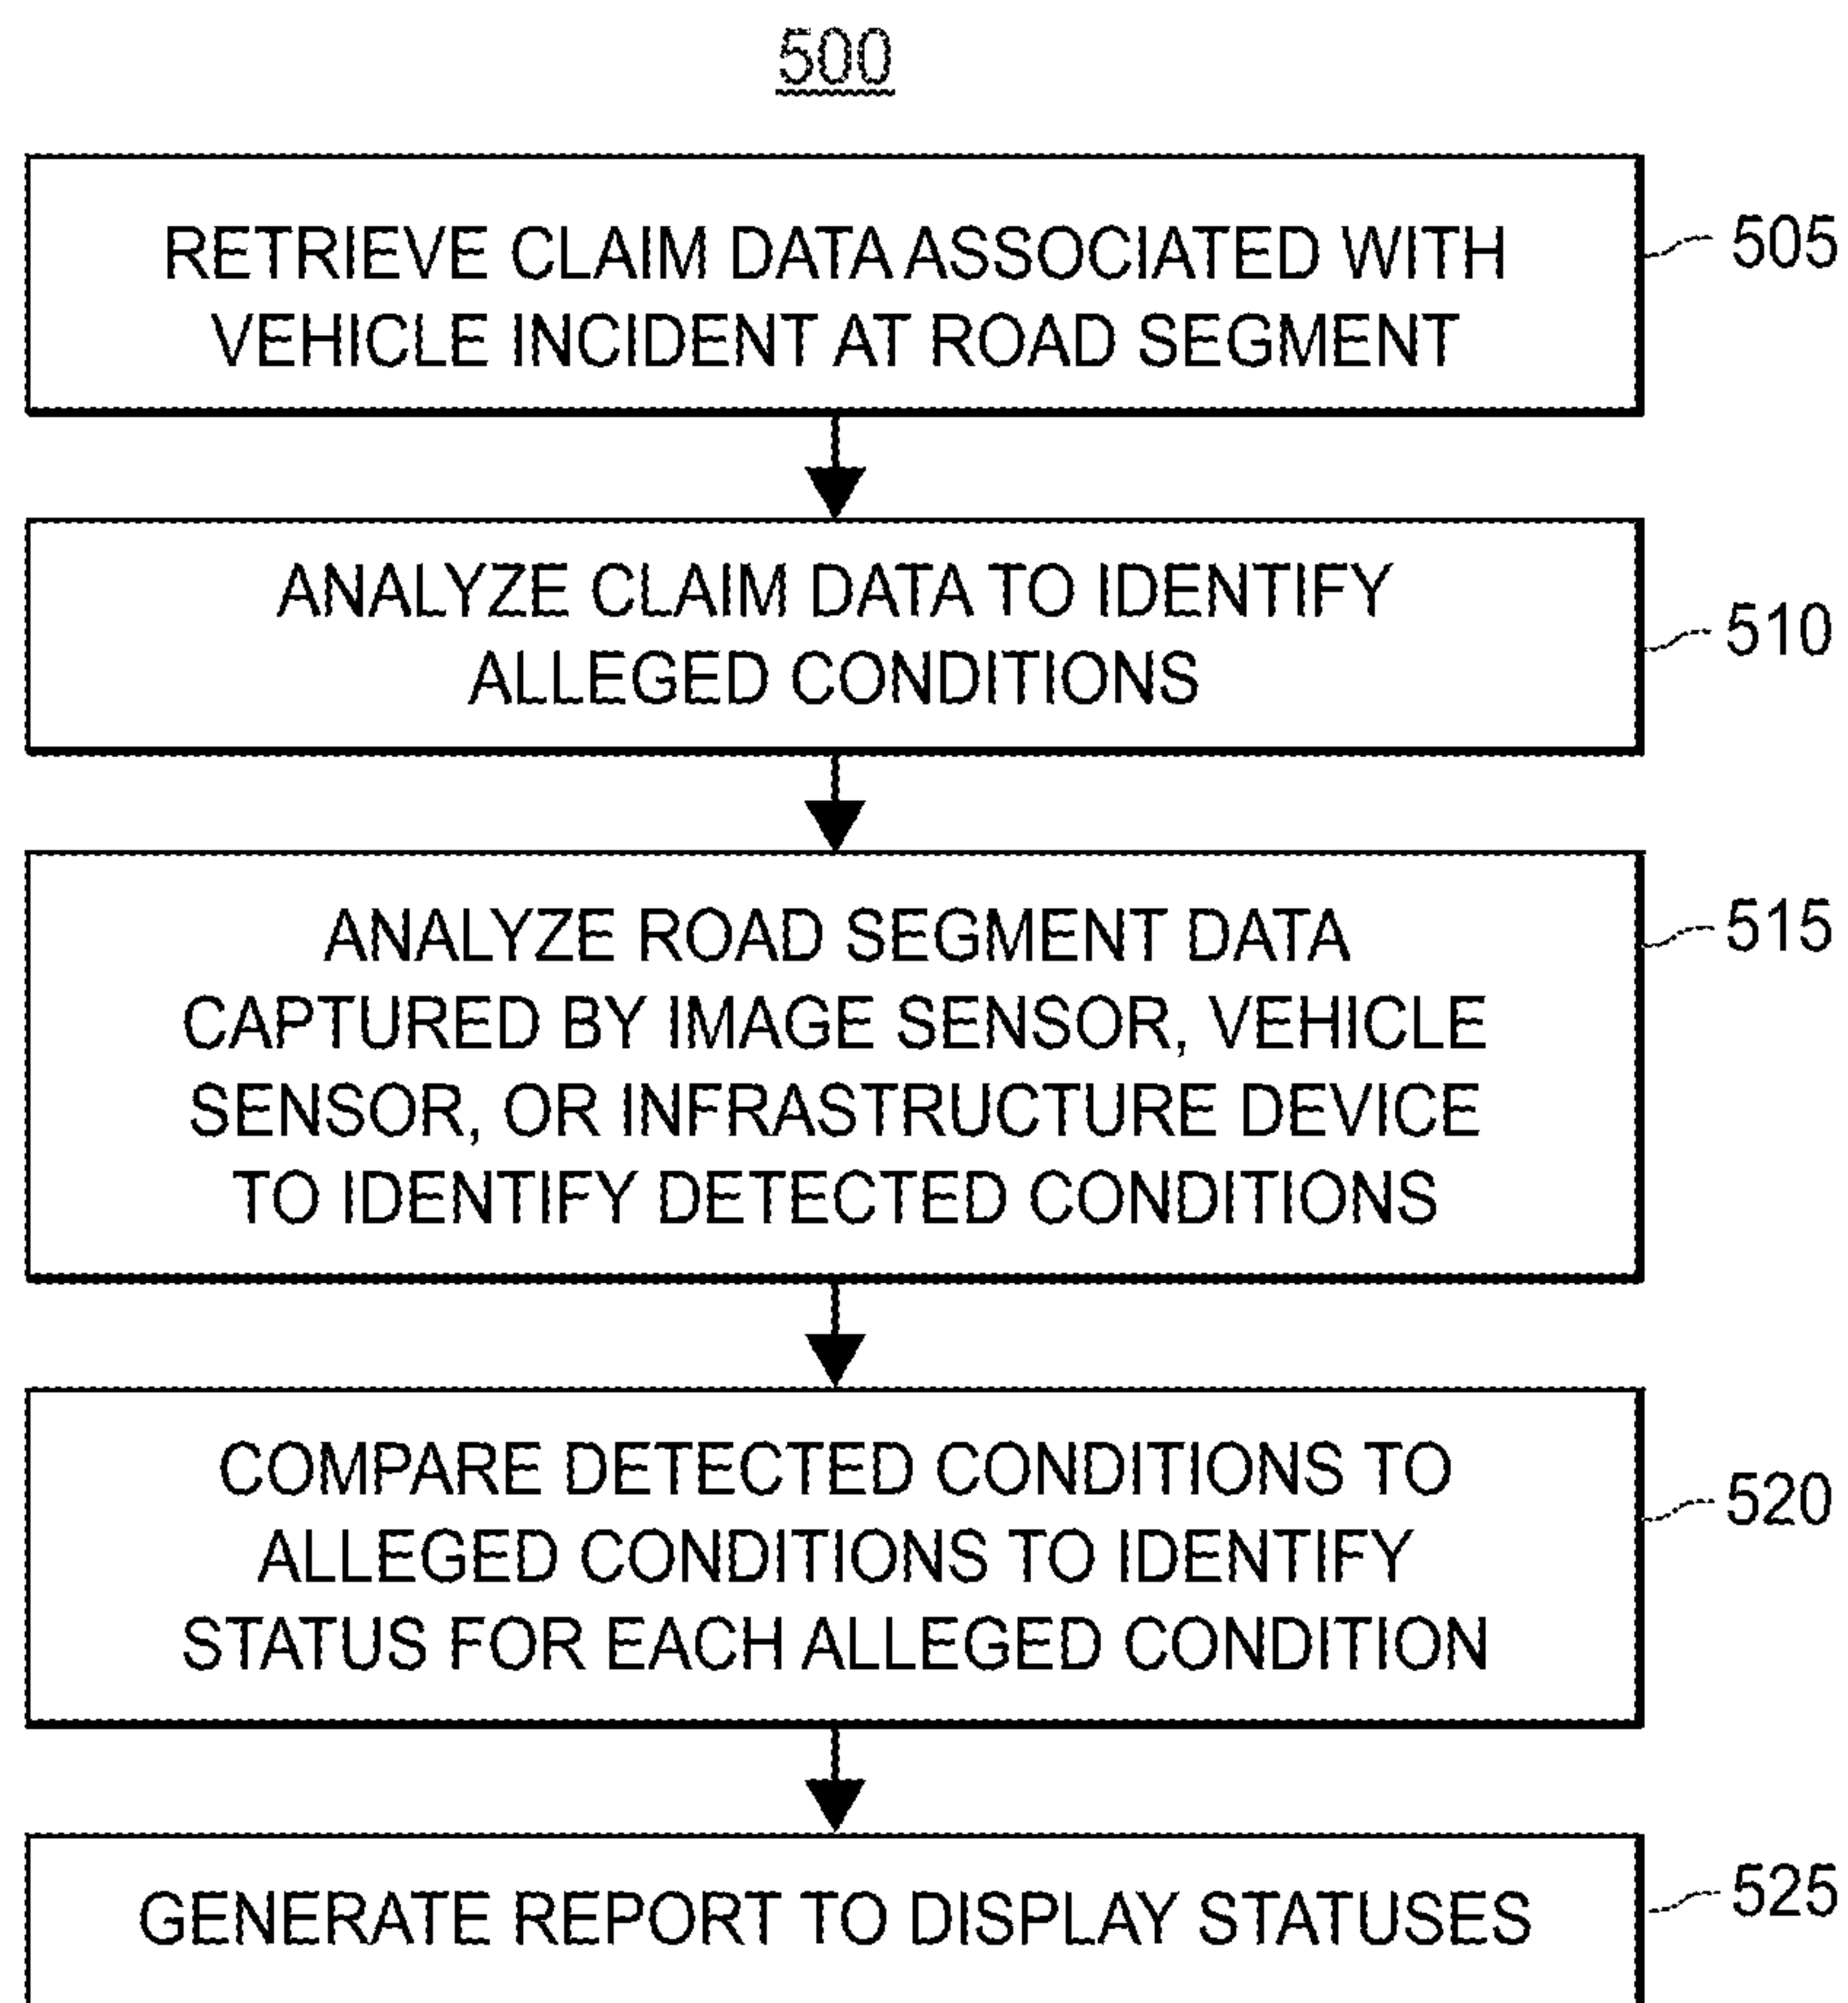 500
RETRIEVE CLAIM DATA ASSOCIATED WITH
VEHICLE INCIDENT AT ROAD SEGMENT
505
ANALYZE CLAIM DATA TO IDENTIFY
ALLEGED CONDITIONS
510
ANALYZE ROAD SEGMENT DATA
CAPTURED BY IMAGE SENSOR, VEHICLE
SENSOR, OR INFRASTRUCTURE DEVICE
TO IDENTIFY DETECTED CONDITIONS
515
COMPARE DETECTED CONDITIONS TO
ALLEGED CONDITIONS TO IDENTIFY
STATUS FOR EACH ALLEGED CONDITION
520
GENERATE REPORT TO DISPLAY STATUSES
525